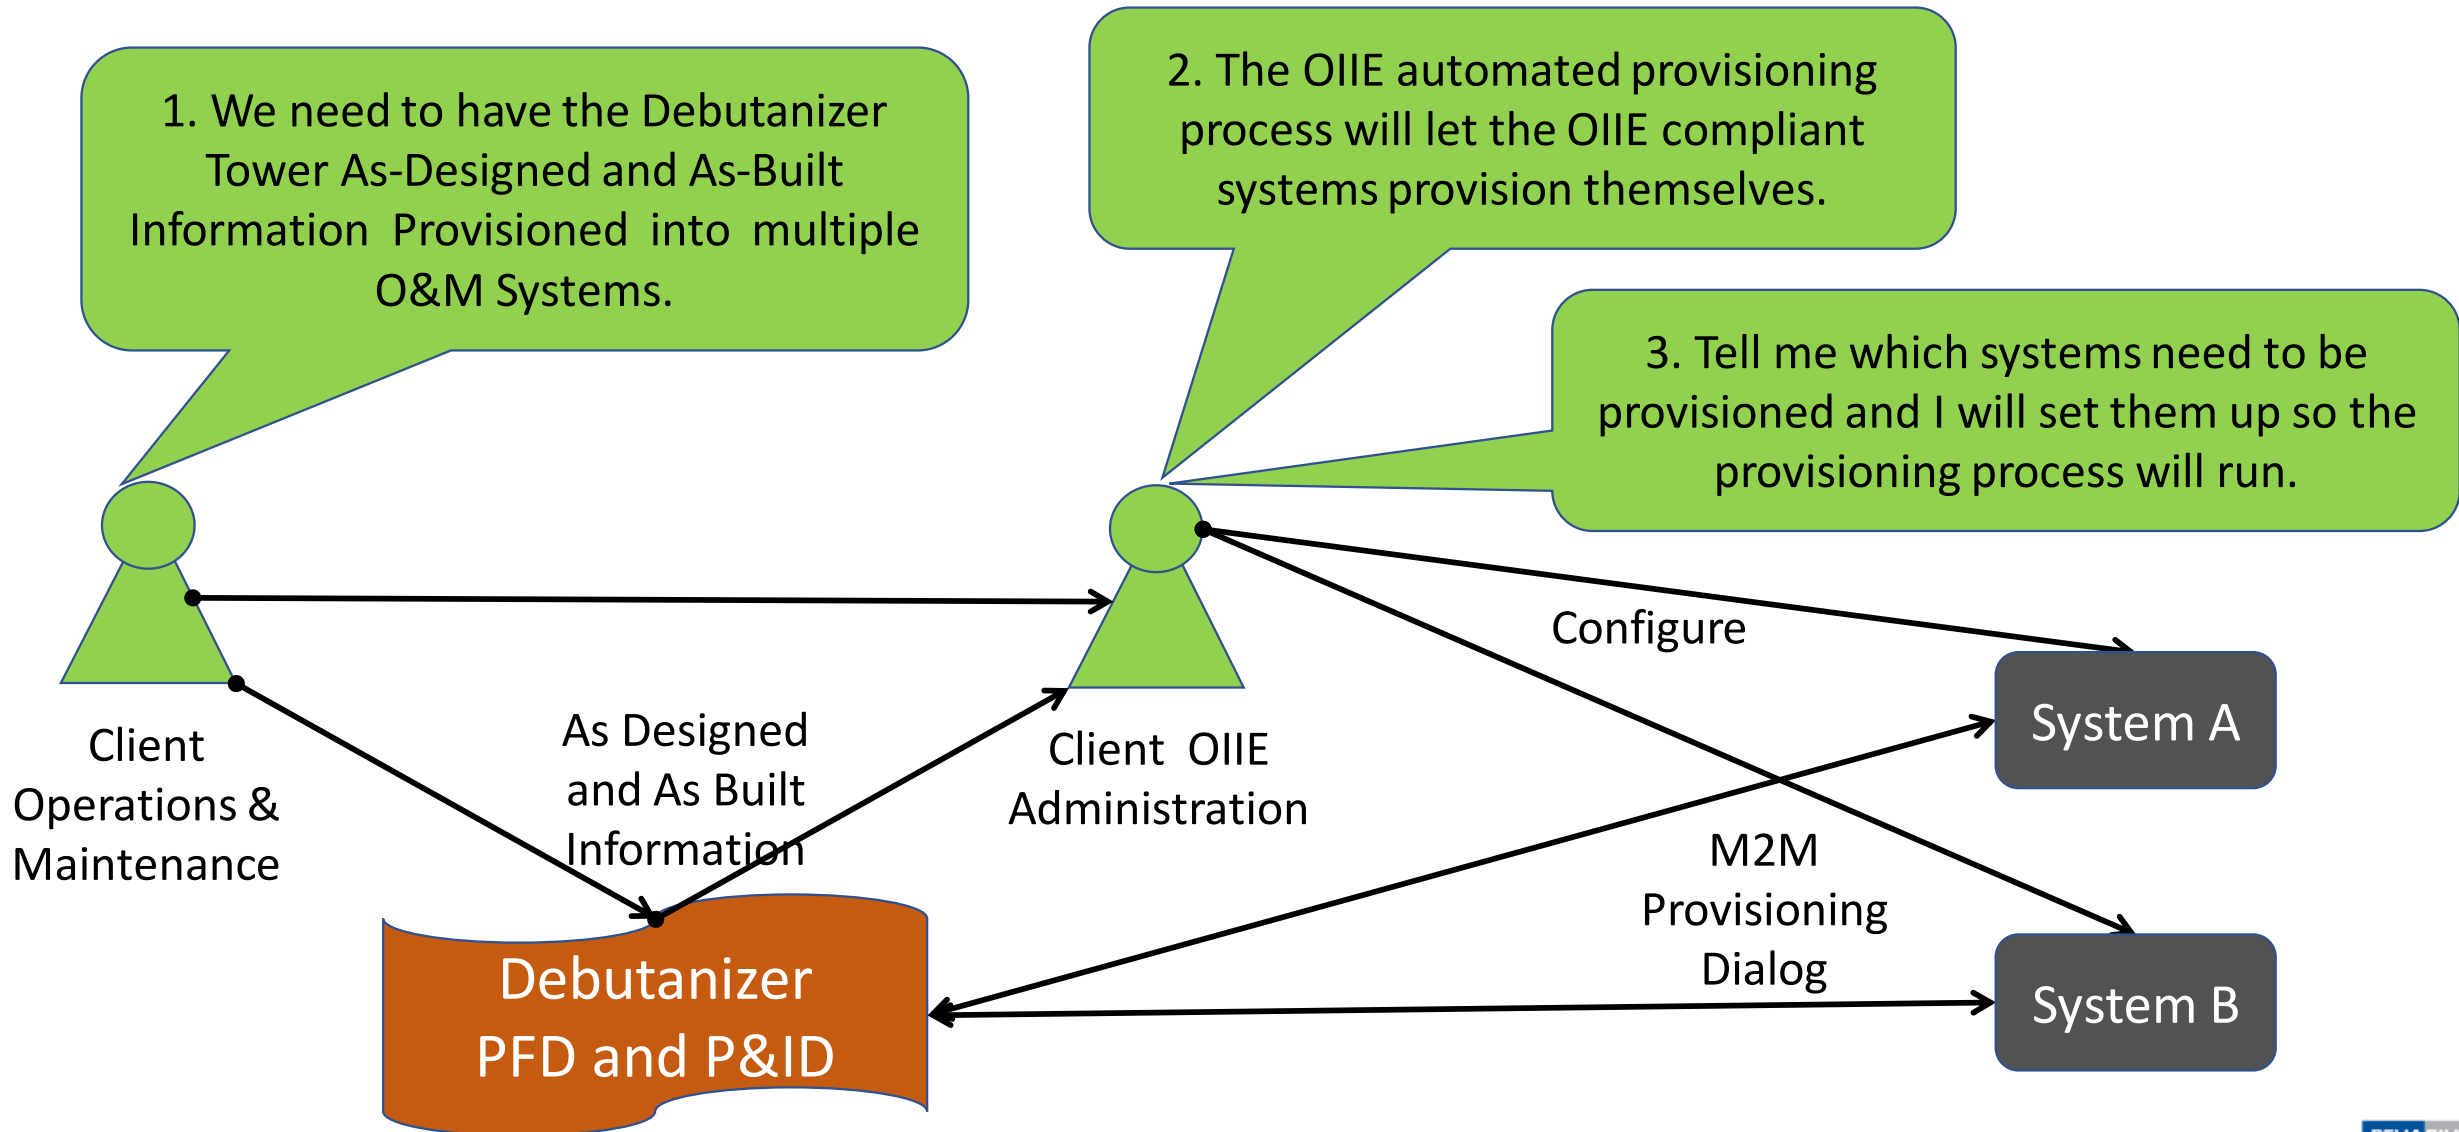 1. We need to have the Debutanizer
Tower As-Designed and As-Built
Information Provisioned into multiple
O&M Systems.
2. The OIIE automated provisioning
process will let the OIIE compliant
systems provision themselves.
3. Tell me which systems need to be
provisioned and I will set them up so the
provisioning process will run.
Configure
Client
Operations &
Maintenance
As Designed
and As Built
Information
Client OIIE
Administration
System A
M2M
Provisioning
Dialog
Debutanizer
PFD and P&ID
System B